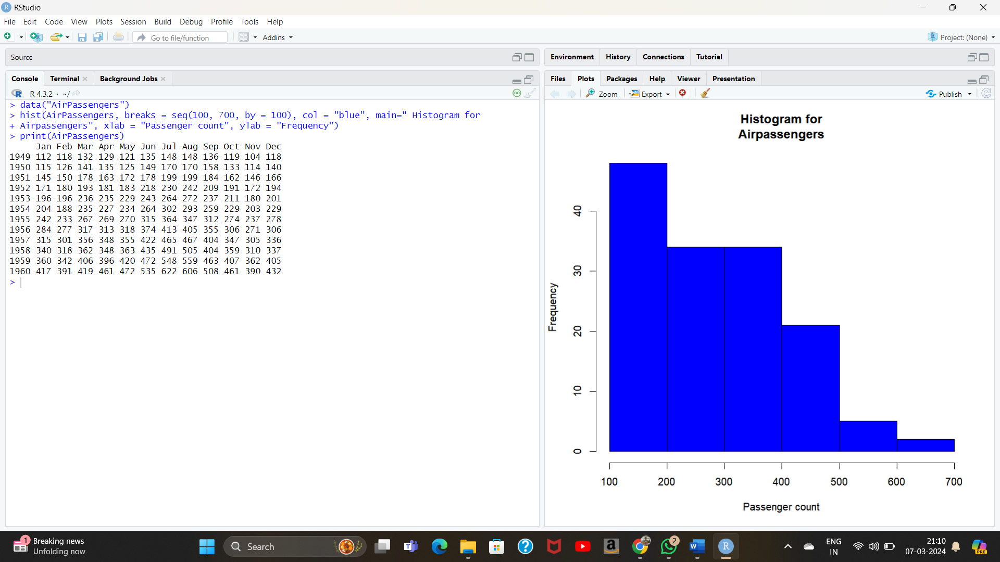 RStudio
File Edit Code View Plots Session Build Debug Profile Tools Help
Go to file/function Addins Project: (None)
Source
Environment History Connections Tutorial
Console Terminal Background Jobs
Files Plots Packages Help Viewer Presentation
R 4.3.2 · ~/
Zoom Export Publish
> data("AirPassengers")
> hist(AirPassengers, breaks = seq(100, 700, by = 100), col = "blue", main=" Histogram for
+ Airpassengers", xlab = "Passenger count", ylab = "Frequency")
> print(AirPassengers)
Jan Feb Mar Apr May Jun Jul Aug Sep Oct Nov Dec
1949 112 118 132 129 121 135 148 148 136 119 104 118
1950 115 126 141 135 125 149 170 170 158 133 114 140
1951 145 150 178 163 172 178 199 199 184 162 146 166
1952 171 180 193 181 183 218 230 242 209 191 172 194
1953 196 196 236 235 229 243 264 272 237 211 180 201
1954 204 188 235 227 234 264 302 293 259 229 203 229
1955 242 233 267 269 270 315 364 347 312 274 237 278
1956 284 277 317 313 318 374 413 405 355 306 271 306
1957 315 301 356 348 355 422 465 467 404 347 305 336
1958 340 318 362 348 363 435 491 505 404 359 310 337
1959 360 342 406 396 420 472 548 559 463 407 362 405
1960 417 391 419 461 472 535 622 606 508 461 390 432
>
Histogram for
Airpassengers
Frequency
40
30
20
10
0
100 200 300 400 500 600 700
Passenger count
1
Breaking news
Unfolding now
Search
2
ENG
IN
21:10
07-03-2024
PRE